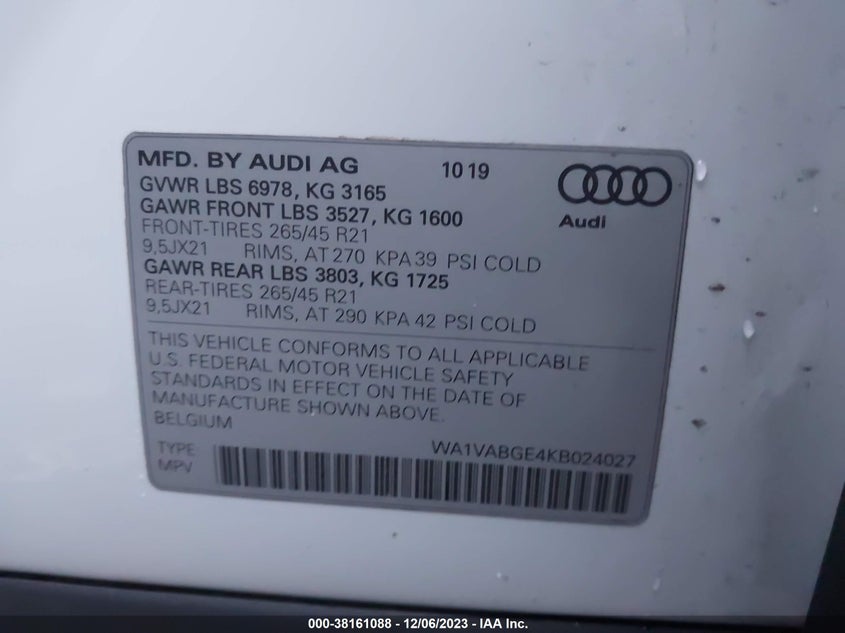 MFD. BY AUDI AG 10 19
GVWR LBS 6978, KG 3165
GAWR FRONT LBS 3527, KG 1600
FRONT-TIRES 265/45 R21
9,5JX21 RIMS, AT 270 KPA 39 PSI COLD
GAWR REAR LBS 3803, KG 1725
REAR-TIRES 265/45 R21
9,5JX21 RIMS, AT 290 KPA 42 PSI COLD
Audi
THIS VEHICLE CONFORMS TO ALL APPLICABLE
U.S. FEDERAL MOTOR VEHICLE SAFETY
STANDARDS IN EFFECT ON THE DATE OF
MANUFACTURE SHOWN ABOVE.
BELGIUM
TYPE WA1VABGE4KB024027
MPV
000-38161088 - 12/06/2023 - IAA Inc.